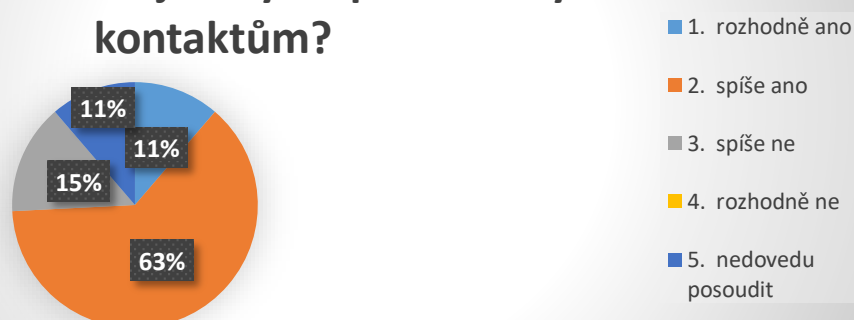 kontaktům?
11%
11%
15%
63%
1. rozhodně ano
2. spíše ano
3. spíše ne
4. rozhodně ne
5. nedovedu
posoudit